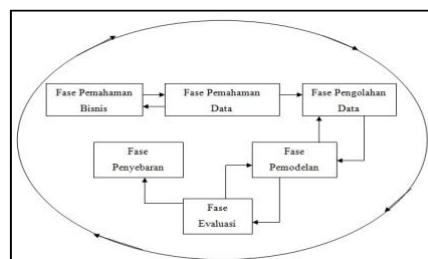 Fase Pemahaman
Bisnis
Fase Pemahaman
Data
Fase Pengolahan
Data
Fase
Penyebaran
Fase
Pemodelan
Fase
Evaluasi